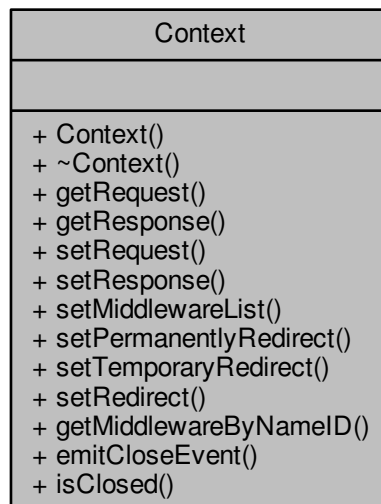 Context
+ Context()
+ ~Context()
+ getRequest()
+ getResponse()
+ setRequest()
+ setResponse()
+ setMiddlewareList()
+ setPermanentlyRedirect()
+ setTemporaryRedirect()
+ setRedirect()
+ getMiddlewareByNameID()
+ emitCloseEvent()
+ isClosed()